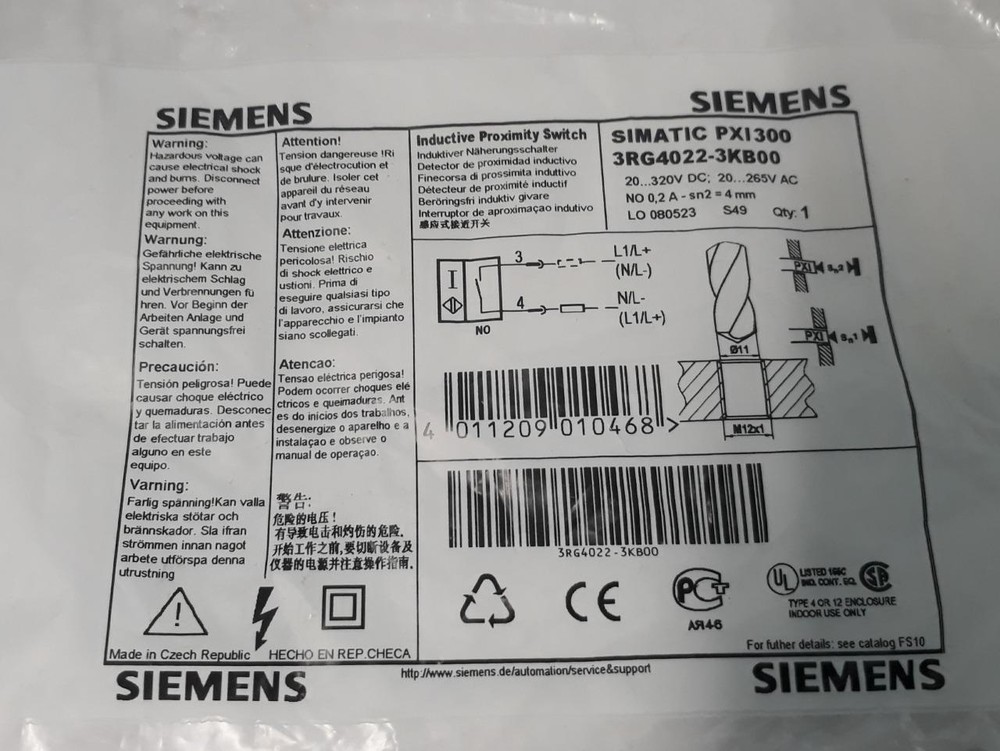 SIEMENS
SIEMENS
Warning:
Hazardous voltage can
cause electrical shock
and burns. Disconnect
power before
proceeding with
any work on this
equipment.
Warnung:
Gefährliche elektrische
Spannung! Kann zu
elektrischem Schlag
und Verbrennungen fü
hren. Vor Beginn der
Arbeiten Anlage und
Gerät spannungsfrei
schalten.
Precaución:
Tensión peligrosa! Puede
causar choque eléctrico
y quemaduras. Desconec
tar la alimentación antes
de efectuar trabajo
alguno en este
equipo.
Varning:
Farlig spänning!Kan valla
elektriska stötar och
brännskador. Sla ifran
strömmen innan nagot
arbete utförspa denna
utrustning
Attention!
Tension dangereuse !Ri
sque d'électrocution et
de brulure. Isoler cet
appareil du réseau
avant d'y intervenir
pour travaux.
Attenzione:
Tensione elettrica
pericolosa! Rischio
di shock elettrico e
ustioni. Prima di
eseguire qualsiasi tipo
di lavoro, assicurarsi che
l'apparecchio e l'impianto
siano scollegati.
Atencao:
Tensao eléctrica perigosa!
Podem ocorrer choques elé
ctricos e queimaduras. Ant
es do inicios dos trabalhos,
desenergize o aparelho e a
instalaçao e observe o
manual de operaçao.
警告:
危险的电压!
有导致电击和灼伤的危险.
开始工作之前,要切断设备及
仪器的电源并注意操作指南.
Made in Czech Republic
HECHO EN REP.CHECA
Inductive Proximity Switch
Induktiver Näherungsschalter
Detector de proximidad inductivo
Finecorsa di prossimita induttivo
Détecteur de proximité inductif
Beröringsfri induktiv givare
Interruptor de aproximaçao indutivo
感应式接近开关
SIMATIC PXI300
3RG4022-3KB00
20...320V DC; 20...265V AC
NO 0,2 A - sn2 = 4 mm
LO 080523 S49 Qty: 1
3 L1/L+
(N/L-)
4 N/L-
(L1/L+)
NO
PXI Sn2
PXI Sn1
Ø11
M12x1
4 011209 010468 >
3RG4022-3KB00
CE
РСТ
АЯ46
UL LISTED 166C
IND. CONT. EQ.
TYPE 4 OR 12 ENCLOSURE
INDOOR USE ONLY
For futher details: see catalog FS10
http://www.siemens.de/automation/service&support
SIEMENS
SIEMENS